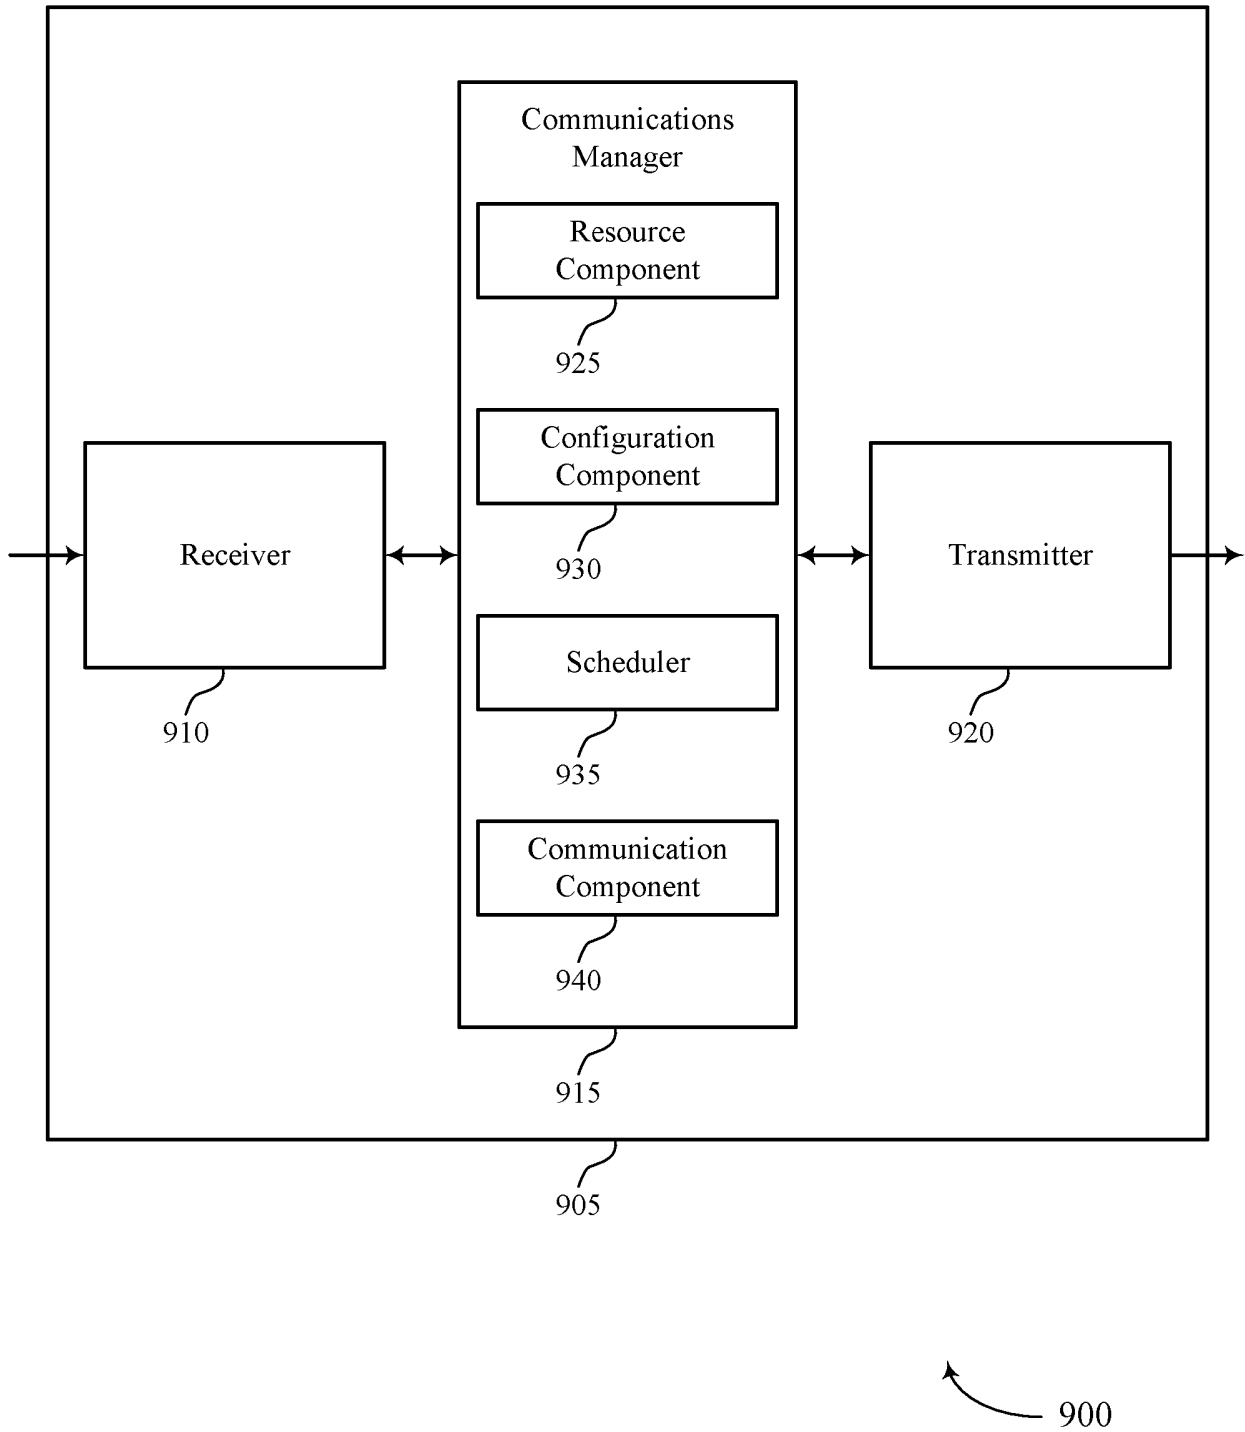 Communications
Manager
Resource
Component
925
Configuration
Component
930
Receiver
910
Transmitter
920
Scheduler
935
Communication
Component
940
915
905
900